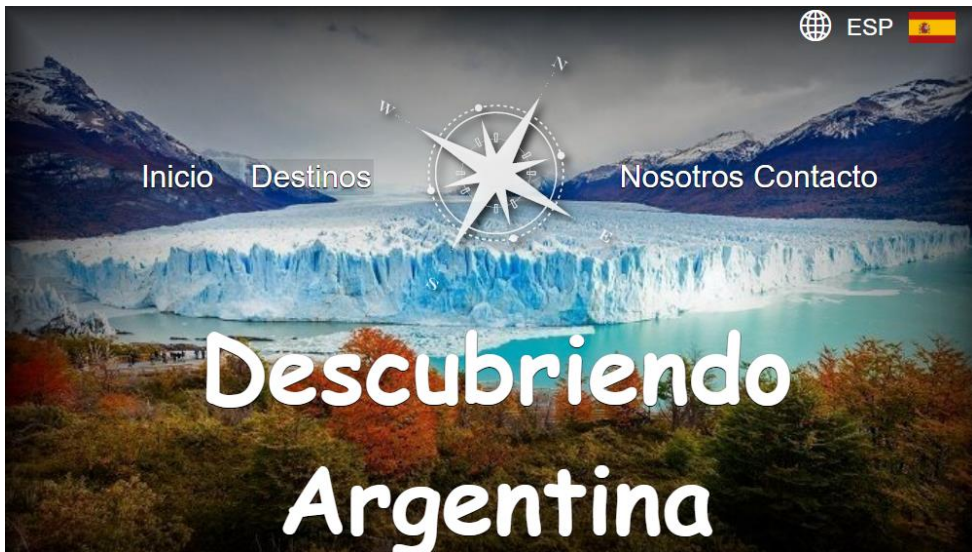 ESP
Inicio Destinos Nosotros Contacto
N
W
E
S
Descubriendo
Argentina